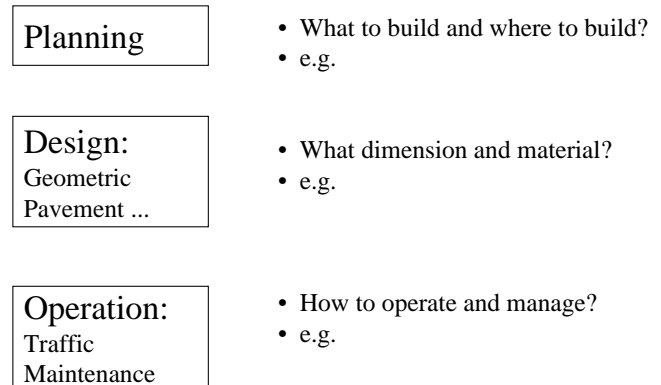 Planning
• What to build and where to build?
• e.g.
Design:
Geometric
Pavement ...
• What dimension and material?
• e.g.
Operation:
Traffic
Maintenance
• How to operate and manage?
• e.g.